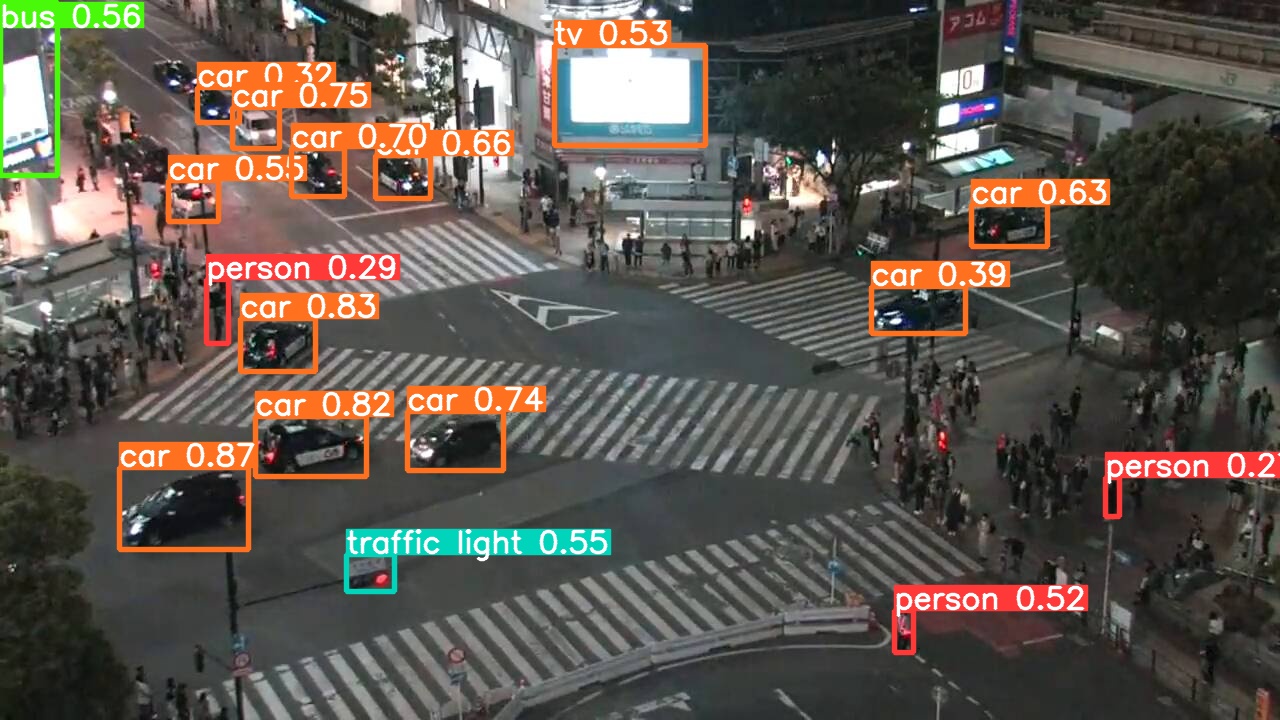 bus 0.56
tv 0.53
アコム
car 0.32
car 0.75
car 0.70
0.66
car 0.55
car 0.63
person 0.29
car 0.39
car 0.83
car 0.82
car 0.74
car 0.87
person 0.2
traffic light 0.55
person 0.52